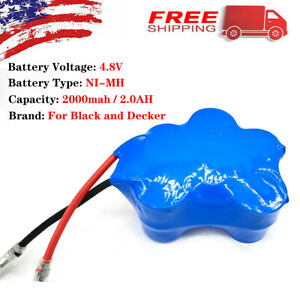 FREE
SHIPPING
Battery Voltage: 4.8V
Battery Type: NI-MH
Capacity: 2000mah / 2.0AH
Brand: For Black and Decker